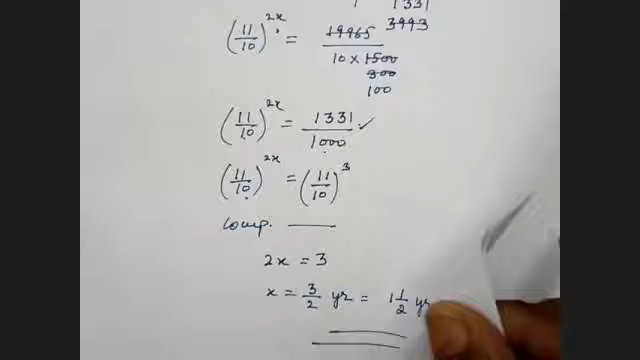 1331
3993
(11/10)^2x = 19965/(10 × 1500)
300
100
(11/10)^2x = 1331/1000 ✓
(11/10)^2x = (11/10)^3
Comp.
2x = 3
x = 3/2 yr = 1 1/2 yr